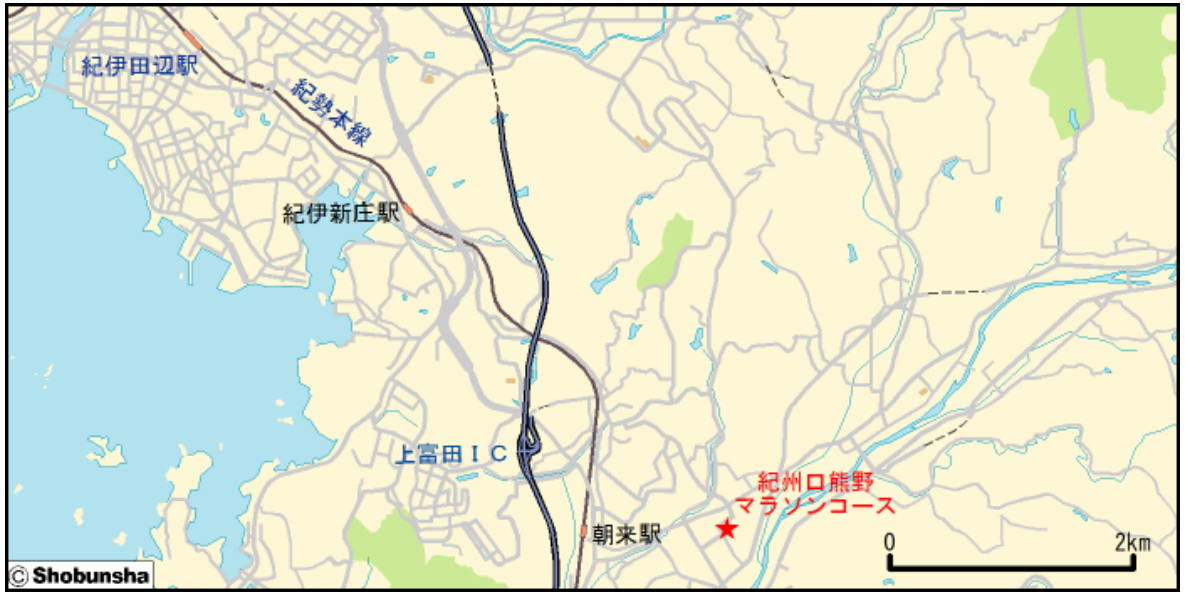 紀伊田辺駅
紀勢本線
紀伊新庄駅
上富田ＩＣ
紀州口熊野
マラソンコース
朝来駅
0 2km
© Shobunsha